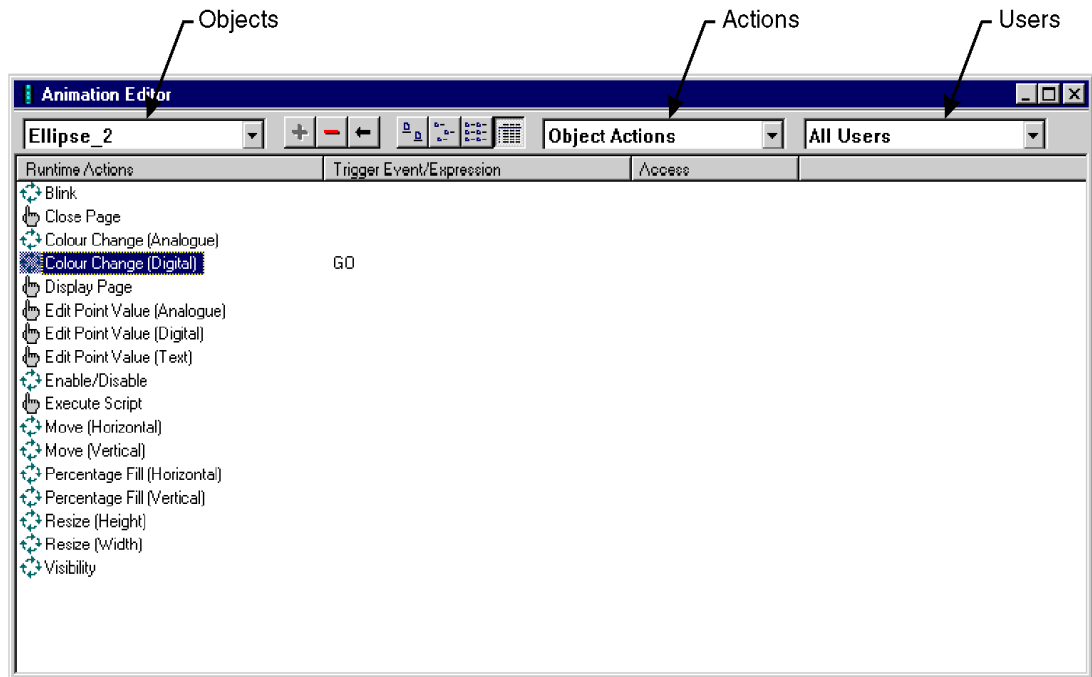 Objects Actions Users
Animation Editor
Ellipse_2 Object Actions All Users
Runtime Actions Trigger Event/Expression Access
Blink
Close Page
Colour Change (Analogue)
Colour Change (Digital) GO
Display Page
Edit Point Value (Analogue)
Edit Point Value (Digital)
Edit Point Value (Text)
Enable/Disable
Execute Script
Move (Horizontal)
Move (Vertical)
Percentage Fill (Horizontal)
Percentage Fill (Vertical)
Resize (Height)
Resize (Width)
Visibility